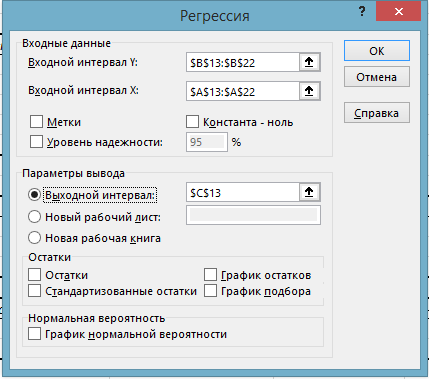 Регрессия
? ×
Входные данные
Входной интервал Y: $B$13:$B$22
Входной интервал X: $A$13:$A$22
Метки Константа - ноль
Уровень надежности: 95 %
ОК
Отмена
Справка
Параметры вывода
Выходной интервал: $C$13
Новый рабочий лист:
Новая рабочая книга
Остатки
Остатки График остатков
Стандартизованные остатки График подбора
Нормальная вероятность
График нормальной вероятности